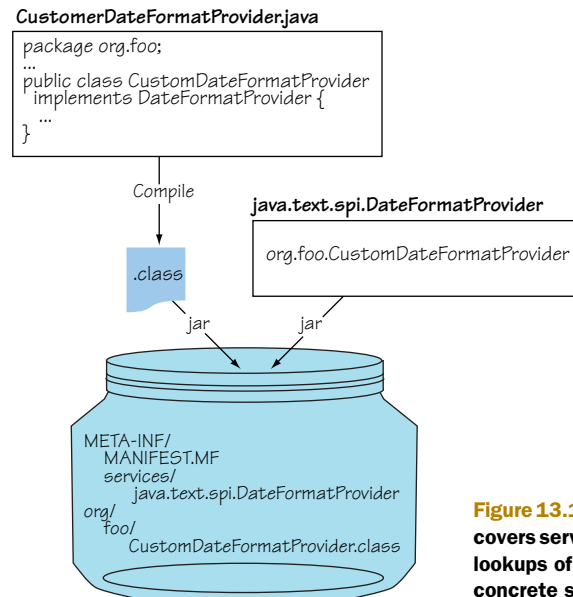 CustomerDateFormatProvider.java
package org.foo;
...
public class CustomDateFormatProvider
implements DateFormatProvider {
...
}
Compile
java.text.spi.DateFormatProvider
org.foo.CustomDateFormatProvider
.class
jar
jar
META-INF/
MANIFEST.MF
services/
java.text.spi.DateFormatProvider
org/
foo/
CustomDateFormatProvider.class
Figure 13.1
covers serv
lookups of
concrete s